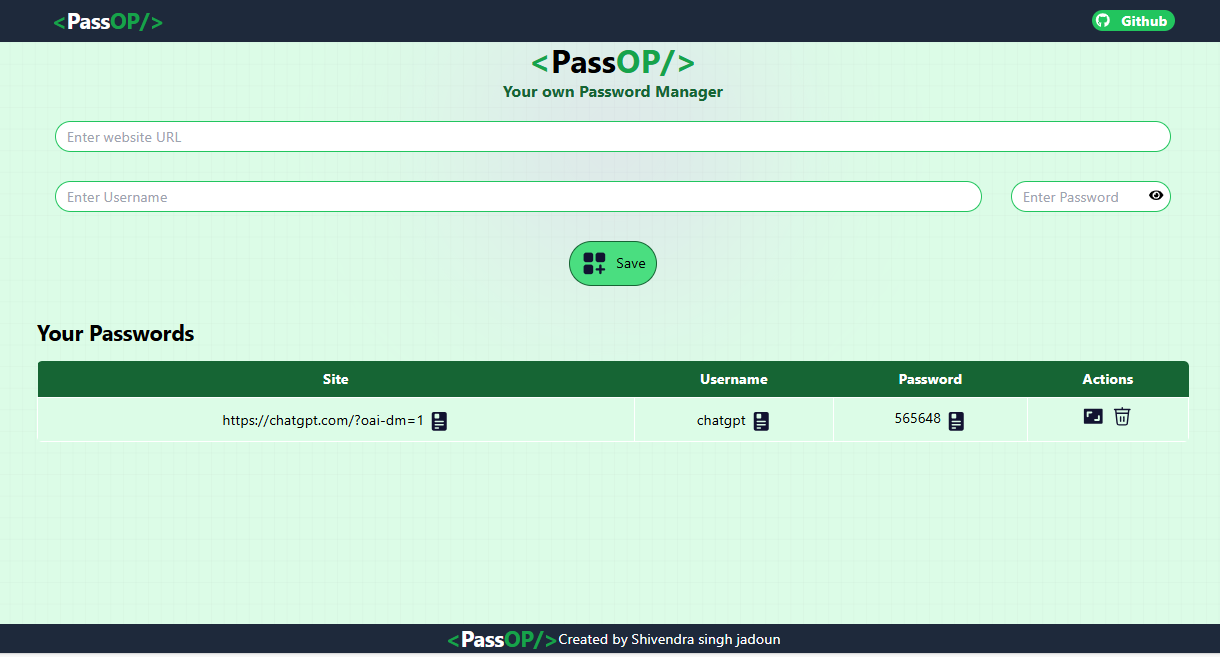 <PassOP/> Github
<PassOP/>
Your own Password Manager
Enter website URL
Enter Username Enter Password
Save
Your Passwords
Site Username Password Actions
https://chatgpt.com/?oai-dm=1 chatgpt 565648
<PassOP/>Created by Shivendra singh jadoun